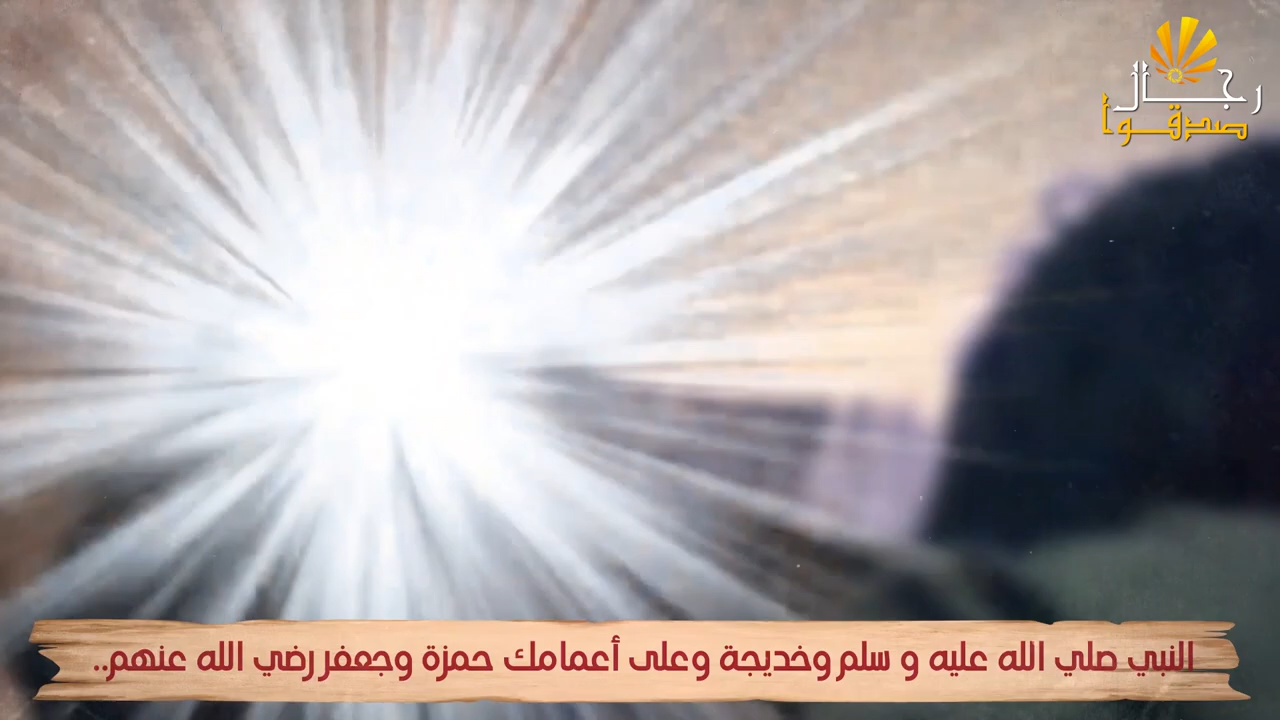 رجال
صدقوا
النبي صلي الله عليه و سلم وخديجة وعلى أعمامك حمزة وجعفر رضي الله عنهم..